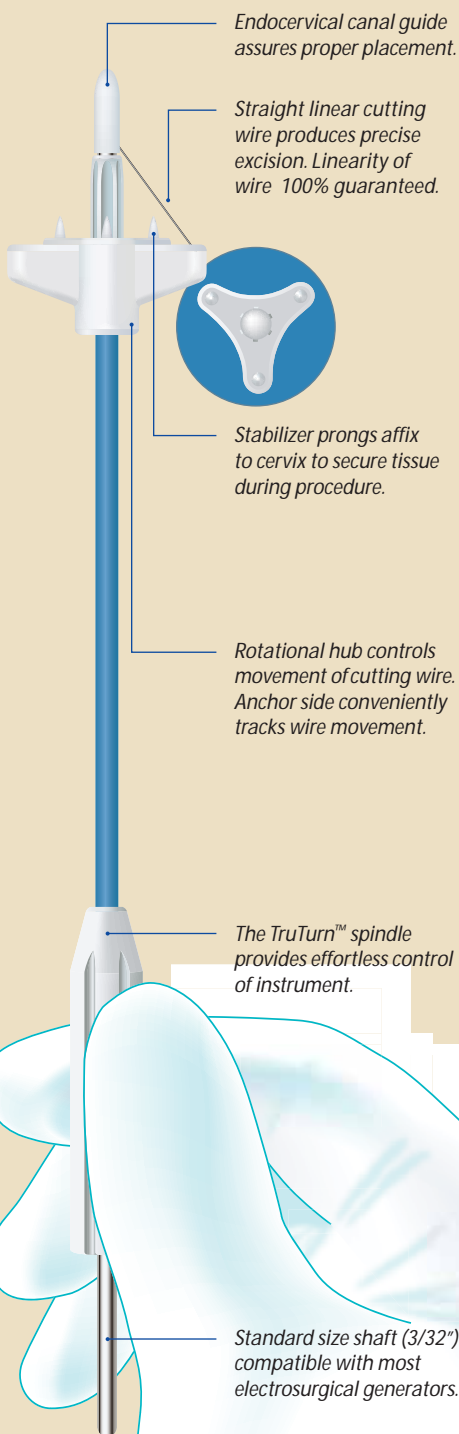 Endocervical canal guide
assures proper placement.
Straight linear cutting
wire produces precise
excision. Linearity of
wire 100% guaranteed.
Stabilizer prongs affix
to cervix to secure tissue
during procedure.
Rotational hub controls
movement of cutting wire.
Anchor side conveniently
tracks wire movement.
The TruTurn™ spindle
provides effortless control
of instrument.
Standard size shaft (3/32")
compatible with most
electrosurgical generators.